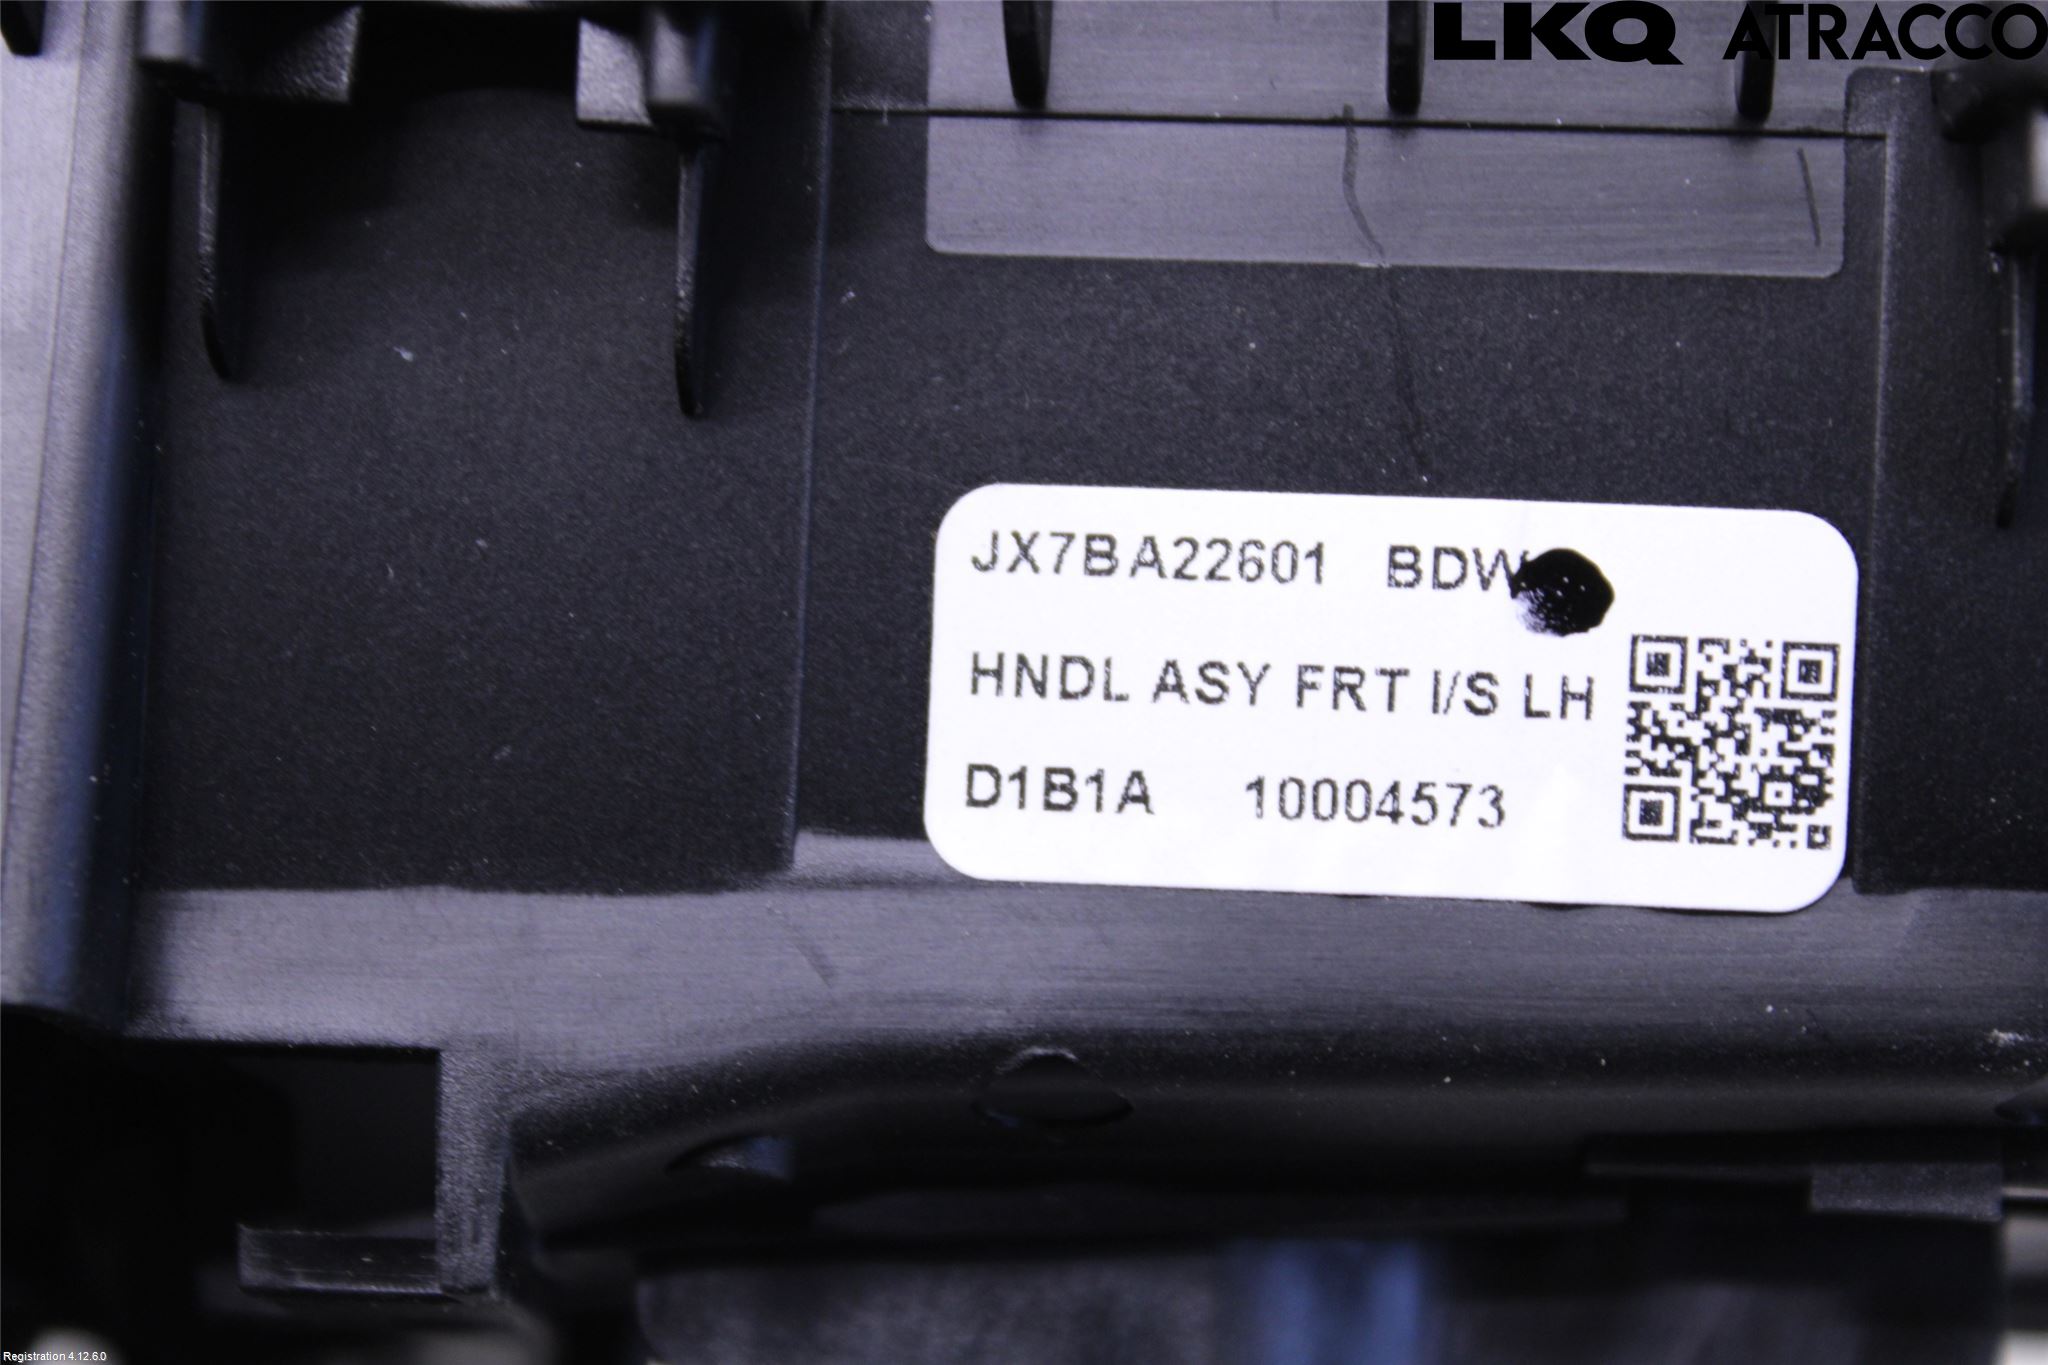 LKQ ATRACCO
JX7BA22601 BDW
HNDL ASY FRT I/S LH
D1B1A 10004573
Registration 4.12.6.0